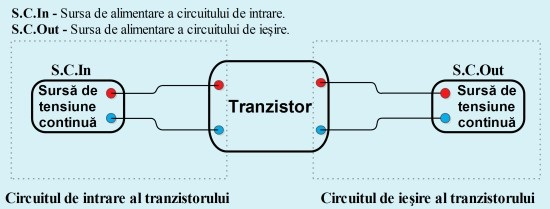 S.C.In - Sursa de alimentare a circuitului de intrare.
S.C.Out - Sursa de alimentare a circuitului de ieșire.
S.C.In
Sursă de
tensiune
continuă
Tranzistor
S.C.Out
Sursă de
tensiune
continuă
Circuitul de intrare al tranzistorului
Circuitul de ieșire al tranzistorului